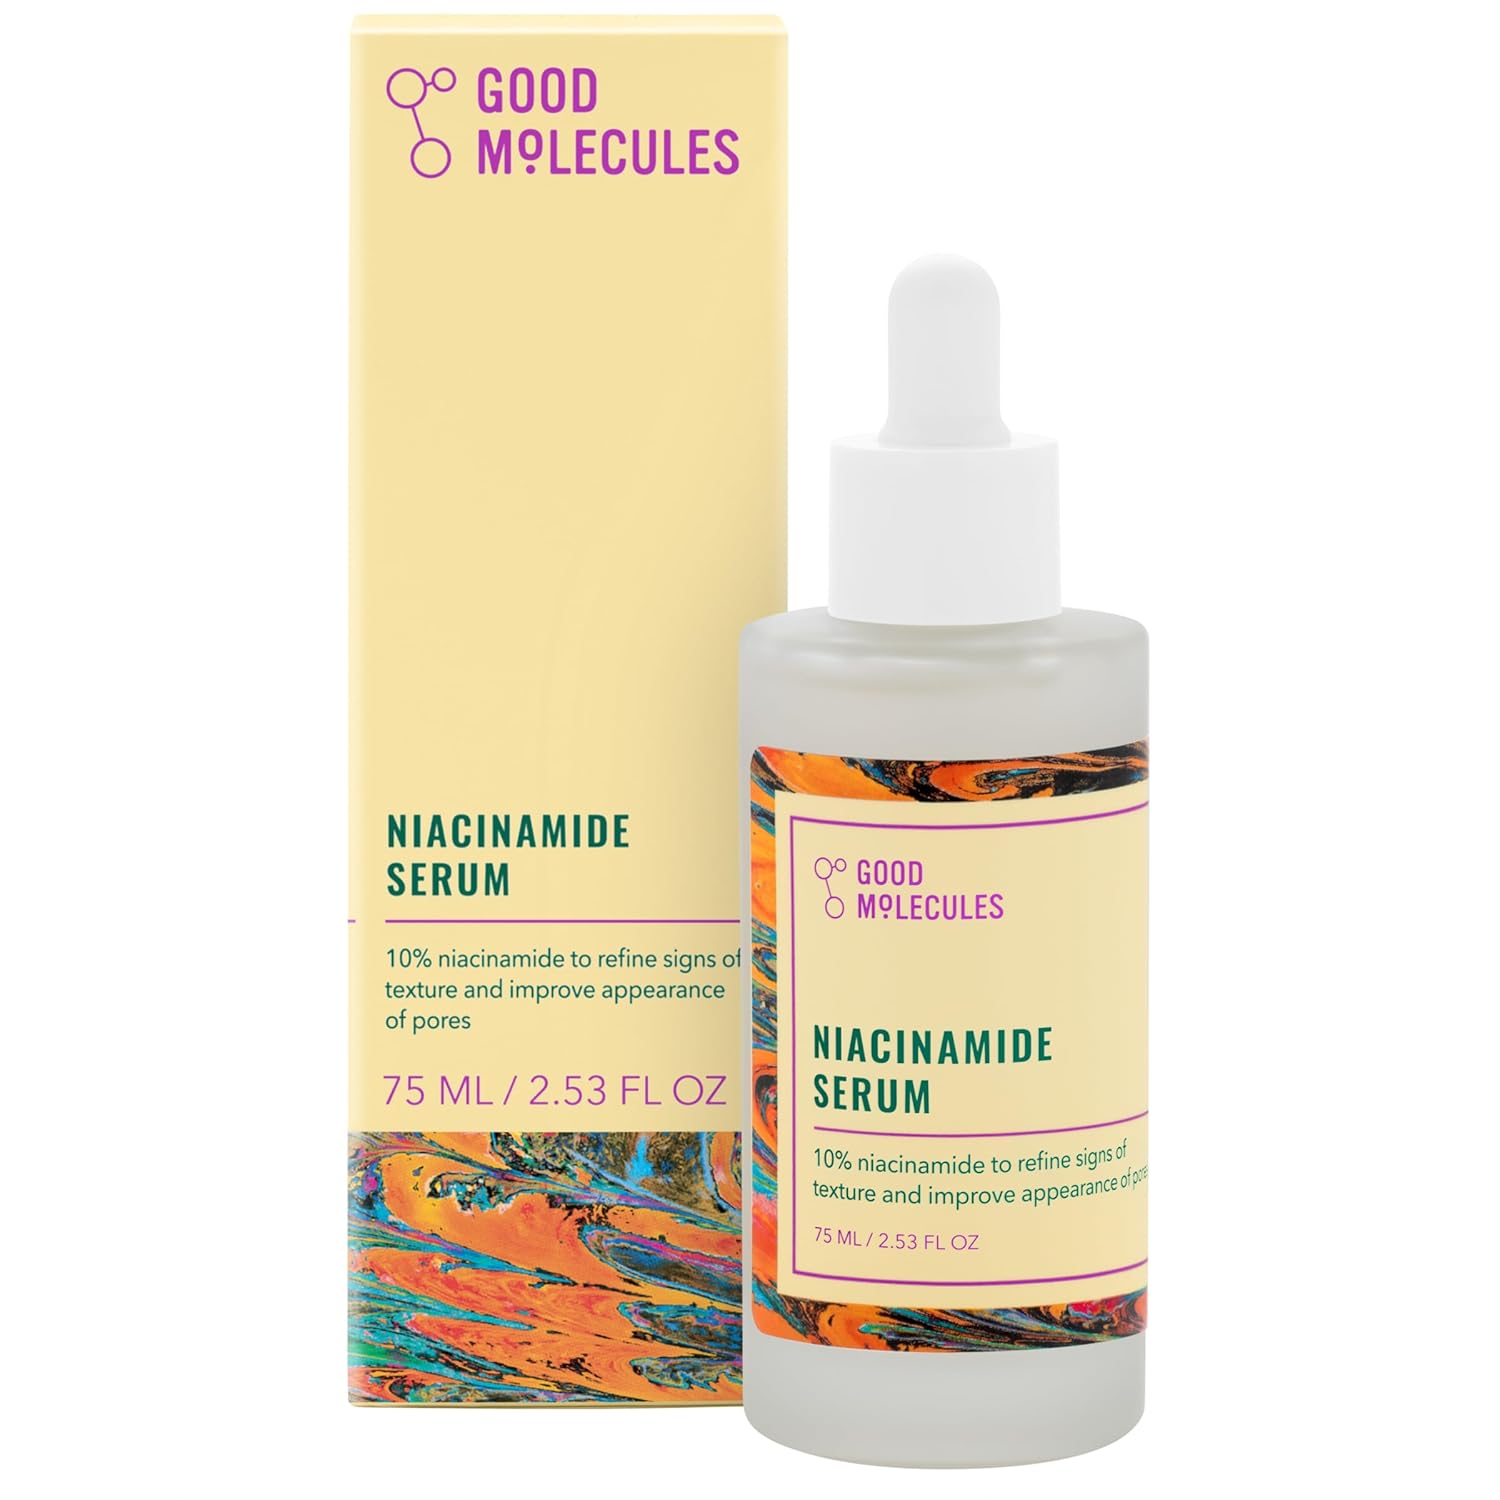 GOOD
MOLECULES
NIACINAMIDE
SERUM
10% niacinamide to refine signs of
texture and improve appearance
of pores
75 ML / 2.53 FL OZ
GOOD
MOLECULES
NIACINAMIDE
SERUM
10% niacinamide to refine signs of
texture and improve appearance of pores
75 ML / 2.53 FL OZ